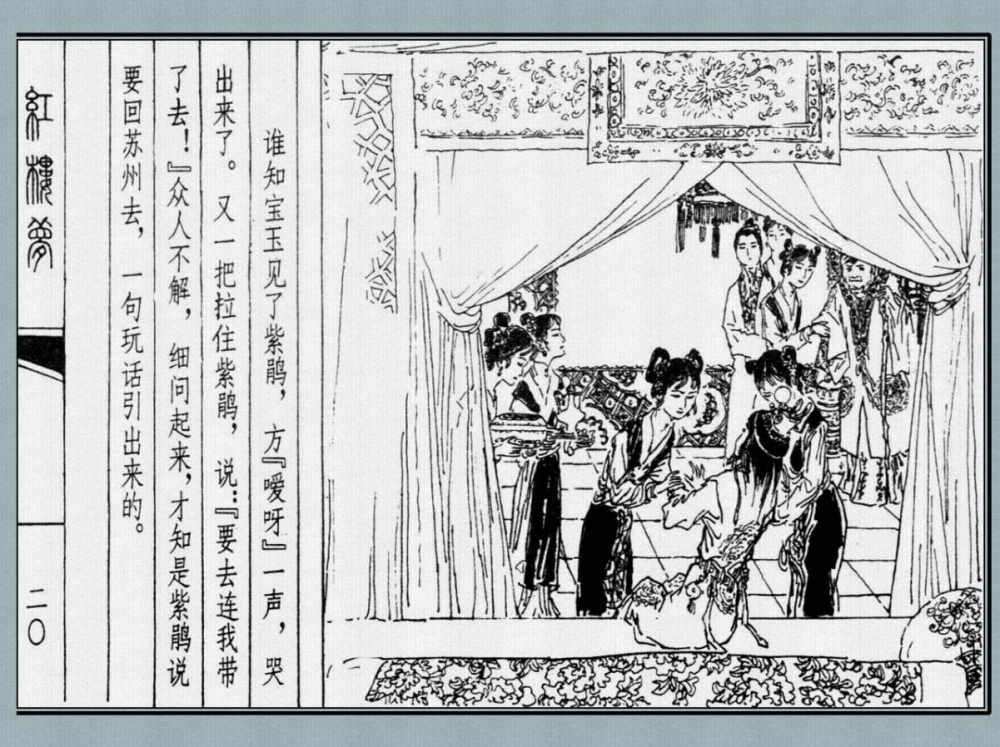 谁知宝玉见了紫鹃，方『嗳呀』一声，哭
出来了。又一把拉住紫鹃，说：『要去连我带
了去！』众人不解，细问起来，才知是紫鹃说
要回苏州去，一句玩话引出来的。
红楼梦
二〇